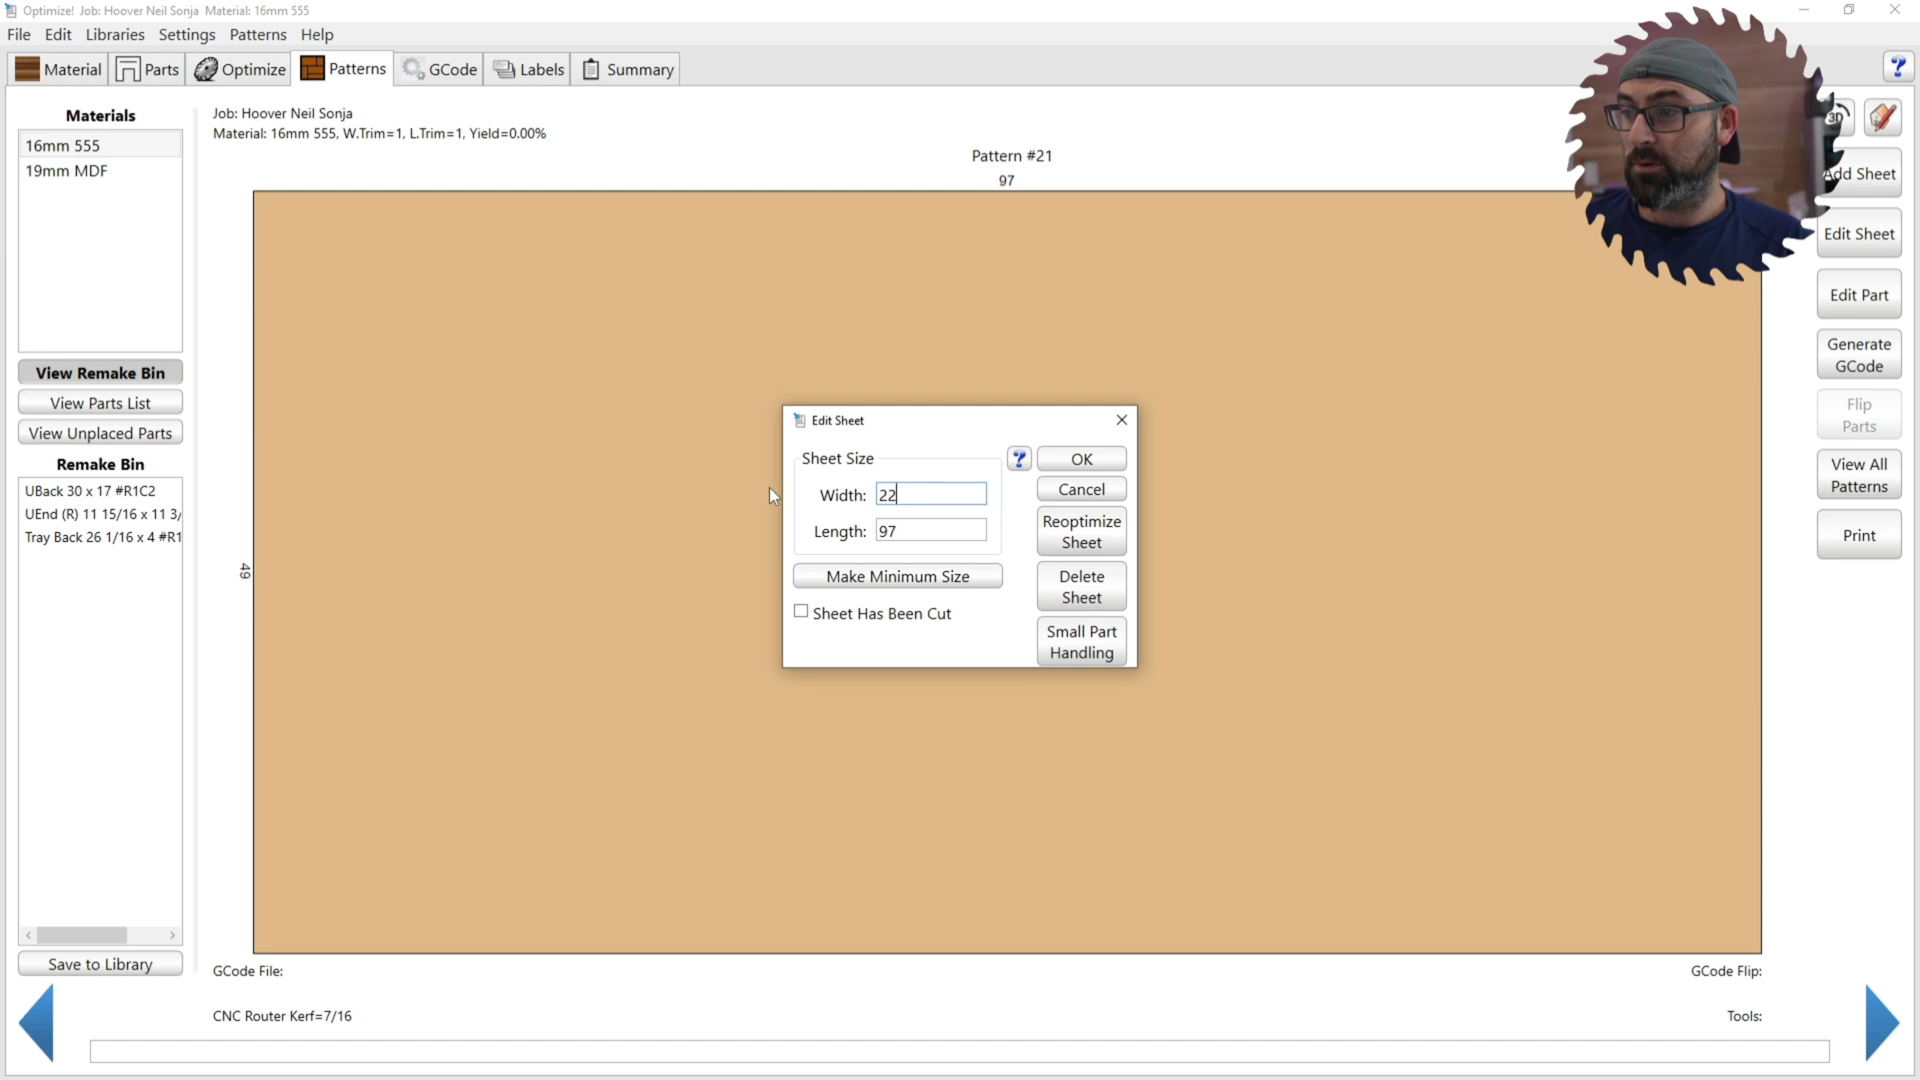 Optimize! Job: Hoover Neil Sonja Material: 16mm 555
File Edit Libraries Settings Patterns Help
Material Parts Optimize Patterns GCode Labels Summary
?
Materials
16mm 555
19mm MDF
View Remake Bin
View Parts List
View Unplaced Parts
Remake Bin
UBack 30 x 17 #R1C2
UEnd (R) 11 15/16 x 11 3/
Tray Back 26 1/16 x 4 #R1
Save to Library
Job: Hoover Neil Sonja
Material: 16mm 555, W.Trim=1, L.Trim=1, Yield=0.00%
Pattern #21
97
49
Edit Sheet
Sheet Size
Width: 22
Length: 97
Make Minimum Size
Sheet Has Been Cut
?
OK
Cancel
Reoptimize
Sheet
Delete
Sheet
Small Part
Handling
3D
Add Sheet
Edit Sheet
Edit Part
Generate
GCode
Flip
Parts
View All
Patterns
Print
GCode File:
GCode Flip:
CNC Router Kerf=7/16
Tools: